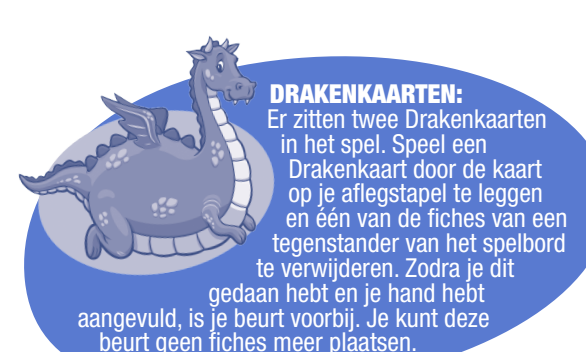 DRAKENKAARTEN:
Er zitten twee Drakenkaarten
in het spel. Speel een
Drakenkaart door de kaart
op je aflegstapel te leggen
en één van de fiches van een
tegenstander van het spelbord
te verwijderen. Zodra je dit
gedaan hebt en je hand hebt
aangevuld, is je beurt voorbij. Je kunt deze
beurt geen fiches meer plaatsen.